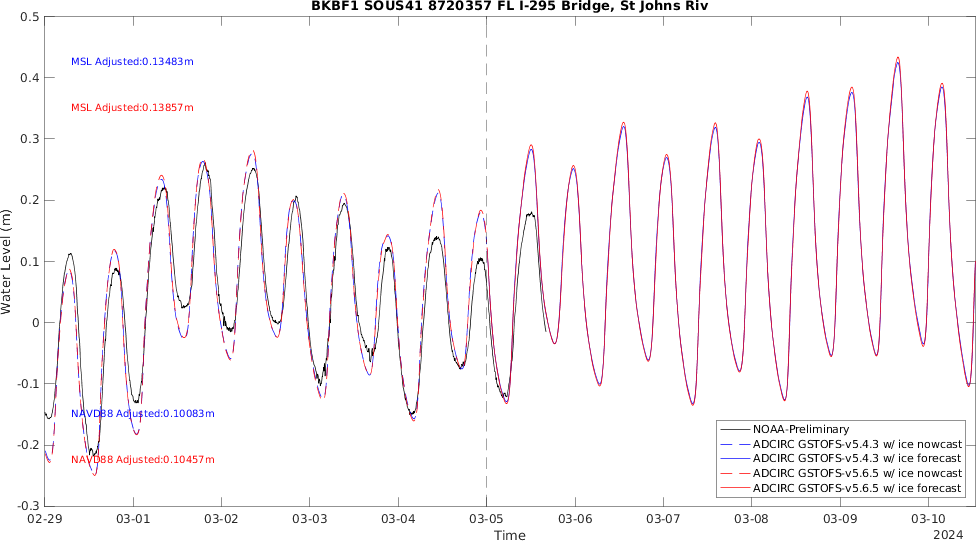 BKBF1 SOUS41 8720357 FL I-295 Bridge, St Johns Riv
0.5
0.4
0.3
0.2
0.1
0
-0.1
-0.2
-0.3
Water Level (m)
MSL Adjusted:0.13483m
MSL Adjusted:0.13857m
NAVD88 Adjusted:0.10083m
NAVD88 Adjusted:0.10457m
NOAA-Preliminary
ADCIRC GSTOFS-v5.4.3 w/ ice nowcast
ADCIRC GSTOFS-v5.4.3 w/ ice forecast
ADCIRC GSTOFS-v5.6.5 w/ ice nowcast
ADCIRC GSTOFS-v5.6.5 w/ ice forecast
02-29 03-01 03-02 03-03 03-04 03-05 03-06 03-07 03-08 03-09 03-10
Time
2024